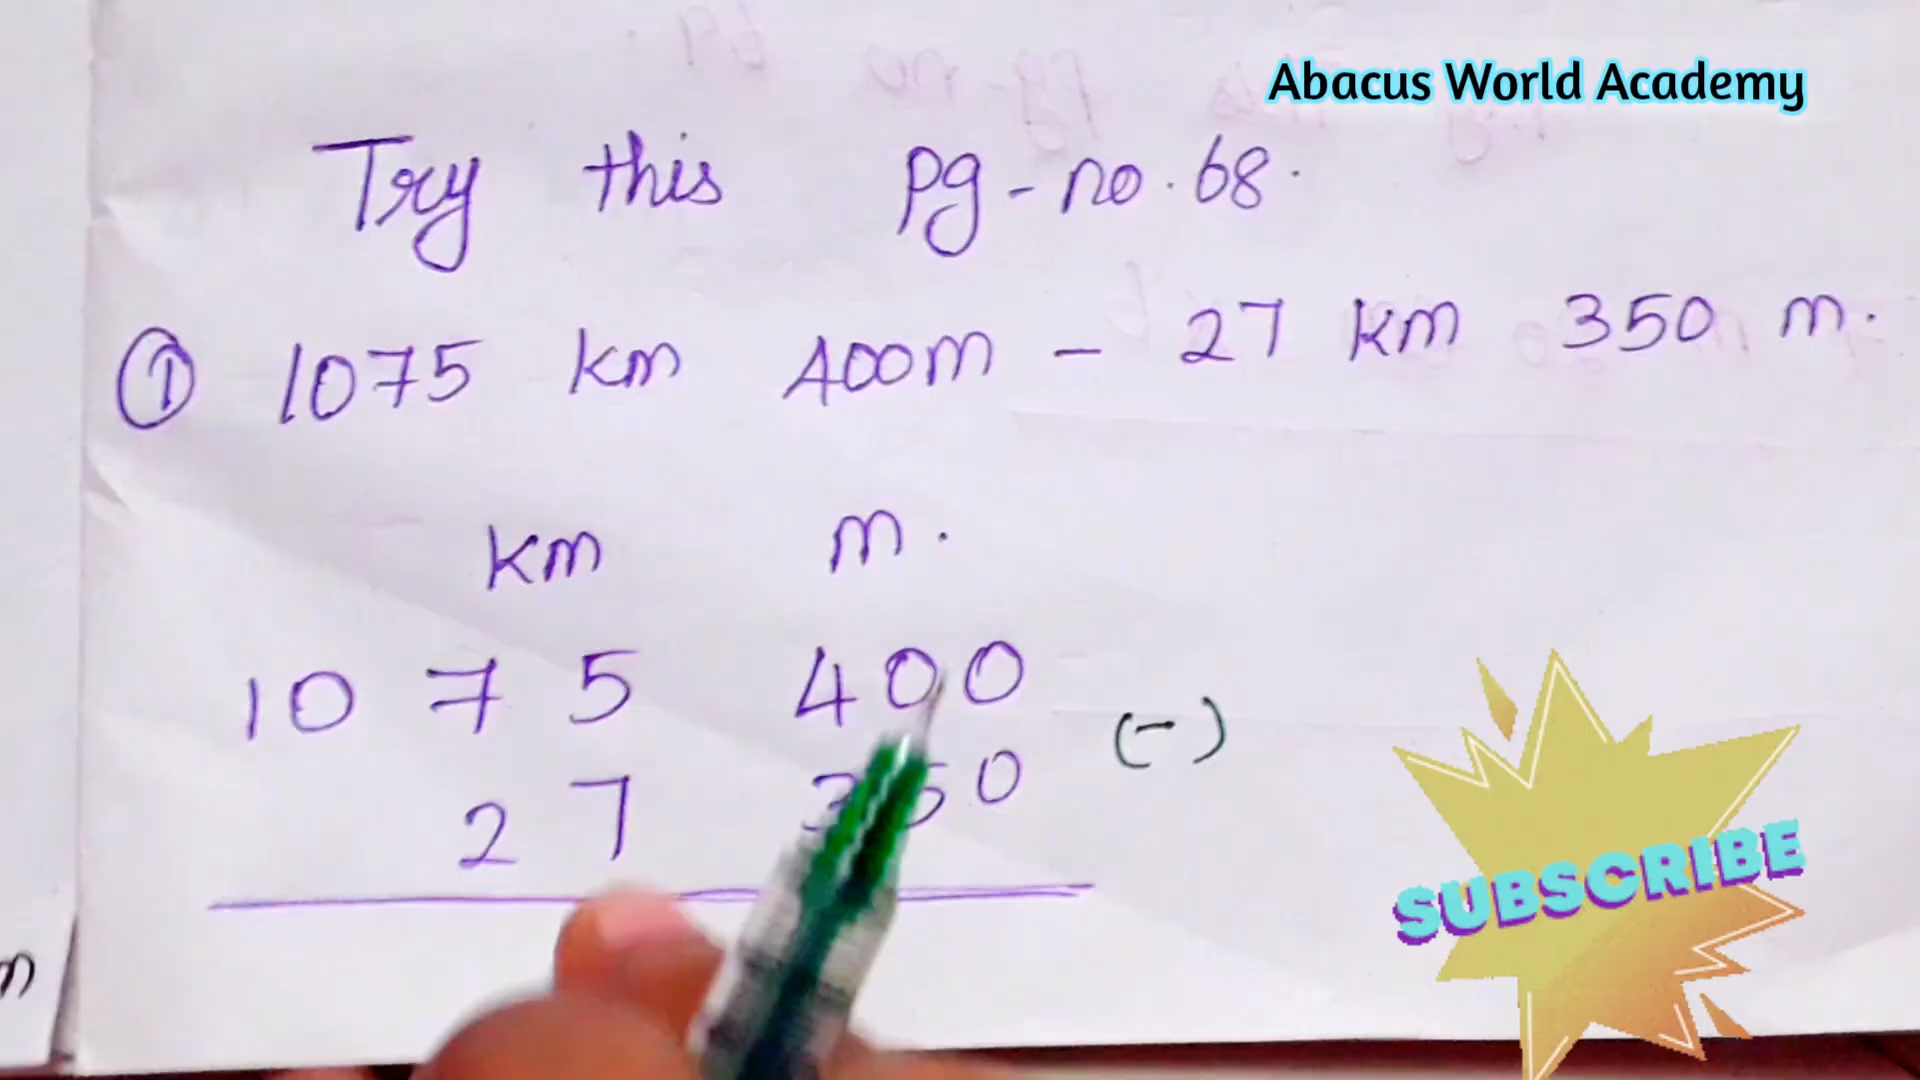 Abacus World Academy
Try this pg-no.68.
① 1075 km 400m - 27 km 350 m.
km m.
1075 400
(-)
27 350
SUBSCRIBE